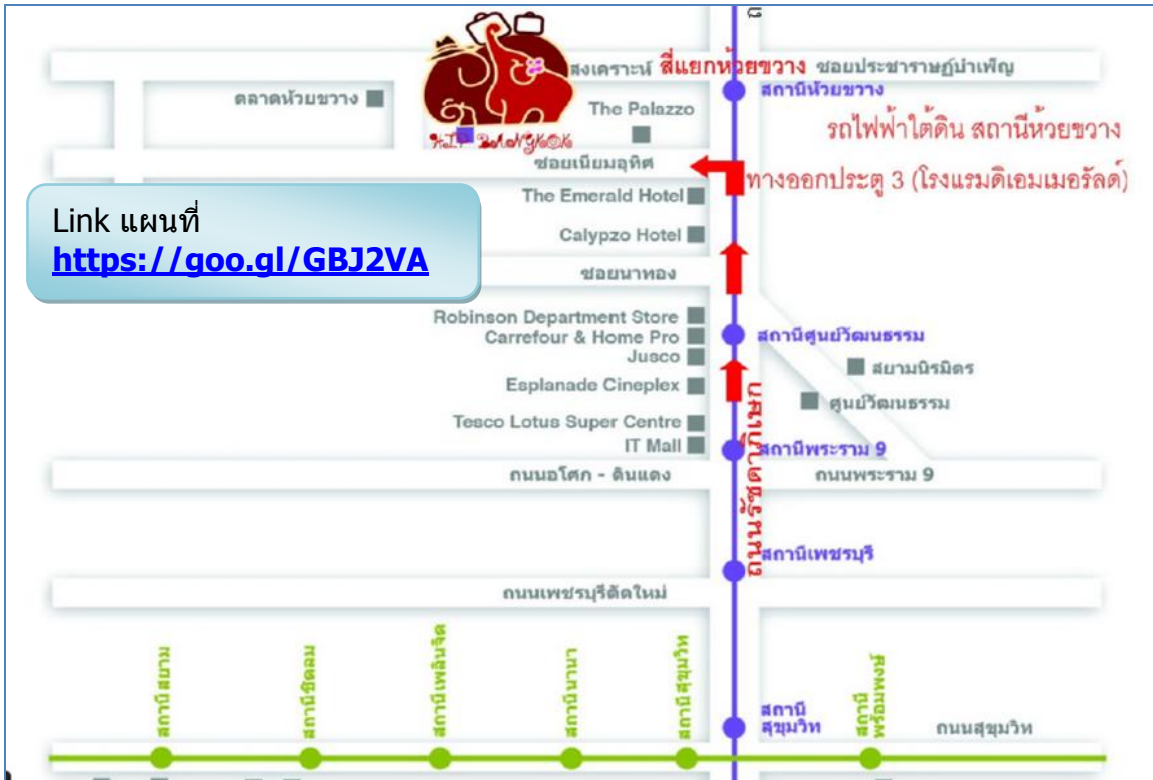 สงเคราะห์ สี่แยกห้วยขวาง ซอยประชาราษฎร์บำเพ็ญ
สถานีห้วยขวาง
ตลาดห้วยขวาง
The Palazzo
HIP BANGKOK
รถไฟฟ้าใต้ดิน สถานีห้วยขวาง
ซอยเนียมอุทิศ
ทางออกประตู 3 (โรงแรมดิเอมเมอรัลด์)
The Emerald Hotel
Link แผนที่
https://goo.gl/GBJ2VA
Calypzo Hotel
ซอยนาทอง
Robinson Department Store
Carrefour & Home Pro
Jusco
สถานีศูนย์วัฒนธรรม
สยามนิรมิตร
Esplanade Cineplex
ศูนย์วัฒนธรรม
Tesco Lotus Super Centre
IT Mall
สถานีพระราม 9
ถนนรัชดาภิเษก
ถนนอโศก - ดินแดง
ถนนพระราม 9
สถานีเพชรบุรี
ถนนเพชรบุรีตัดใหม่
สถานีสยาม
สถานีชิดลม
สถานีเพลินจิต
สถานีนานา
สถานีสุขุมวิท
สถานี
สุขุมวิท
สถานี
พร้อมพงษ์
ถนนสุขุมวิท